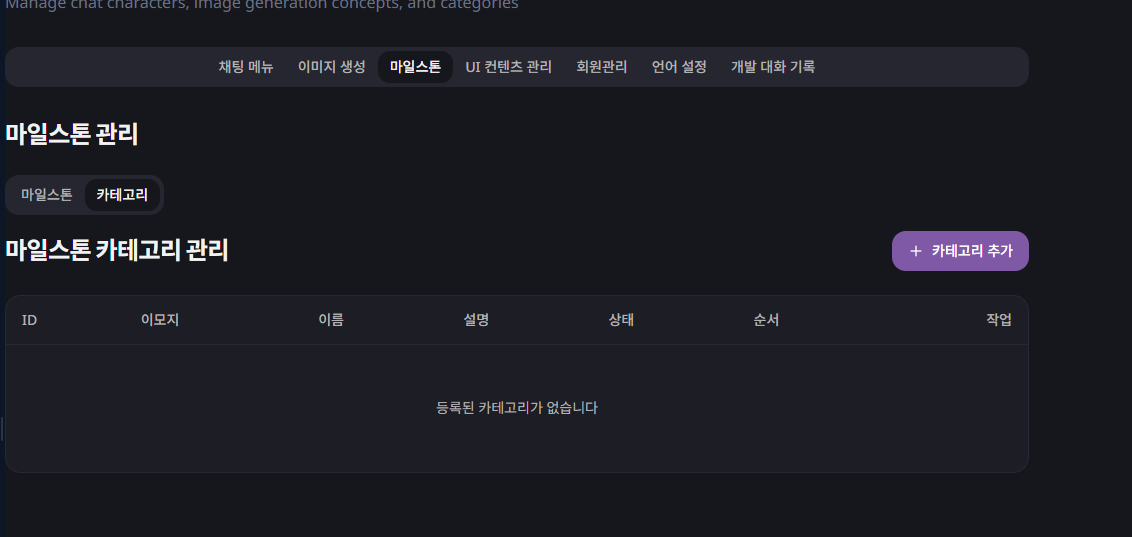 Manage chat characters, image generation concepts, and categories
채팅 메뉴 이미지 생성 마일스톤 UI 컨텐츠 관리 회원관리 언어 설정 개발 대화 기록
마일스톤 관리
마일스톤 카테고리
마일스톤 카테고리 관리
+ 카테고리 추가
ID 이모지 이름 설명 상태 순서 작업
등록된 카테고리가 없습니다